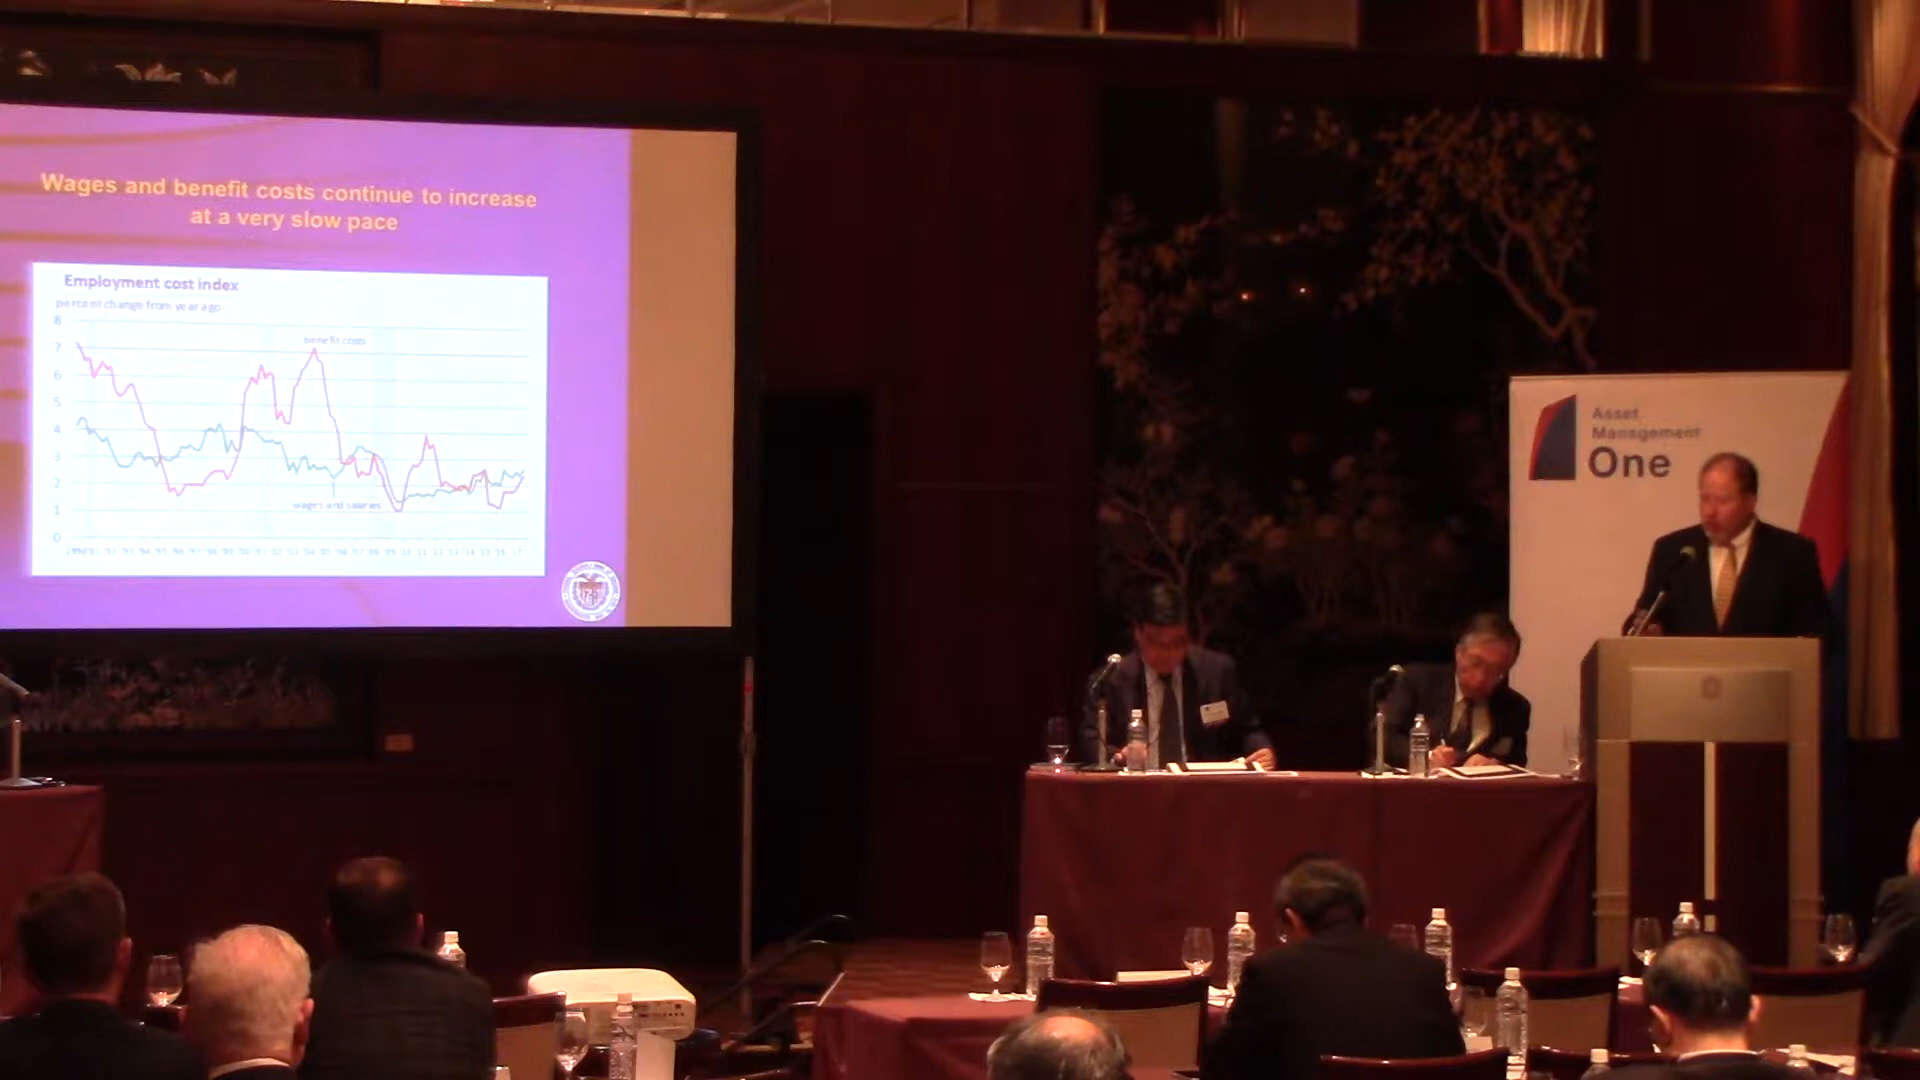 Wages and benefit costs continue to increase
at a very slow pace
Employment cost index
percent change from year ago
8
7
6
5
4
3
2
1
0
benefit costs
wages and salaries
Asset
Management
One